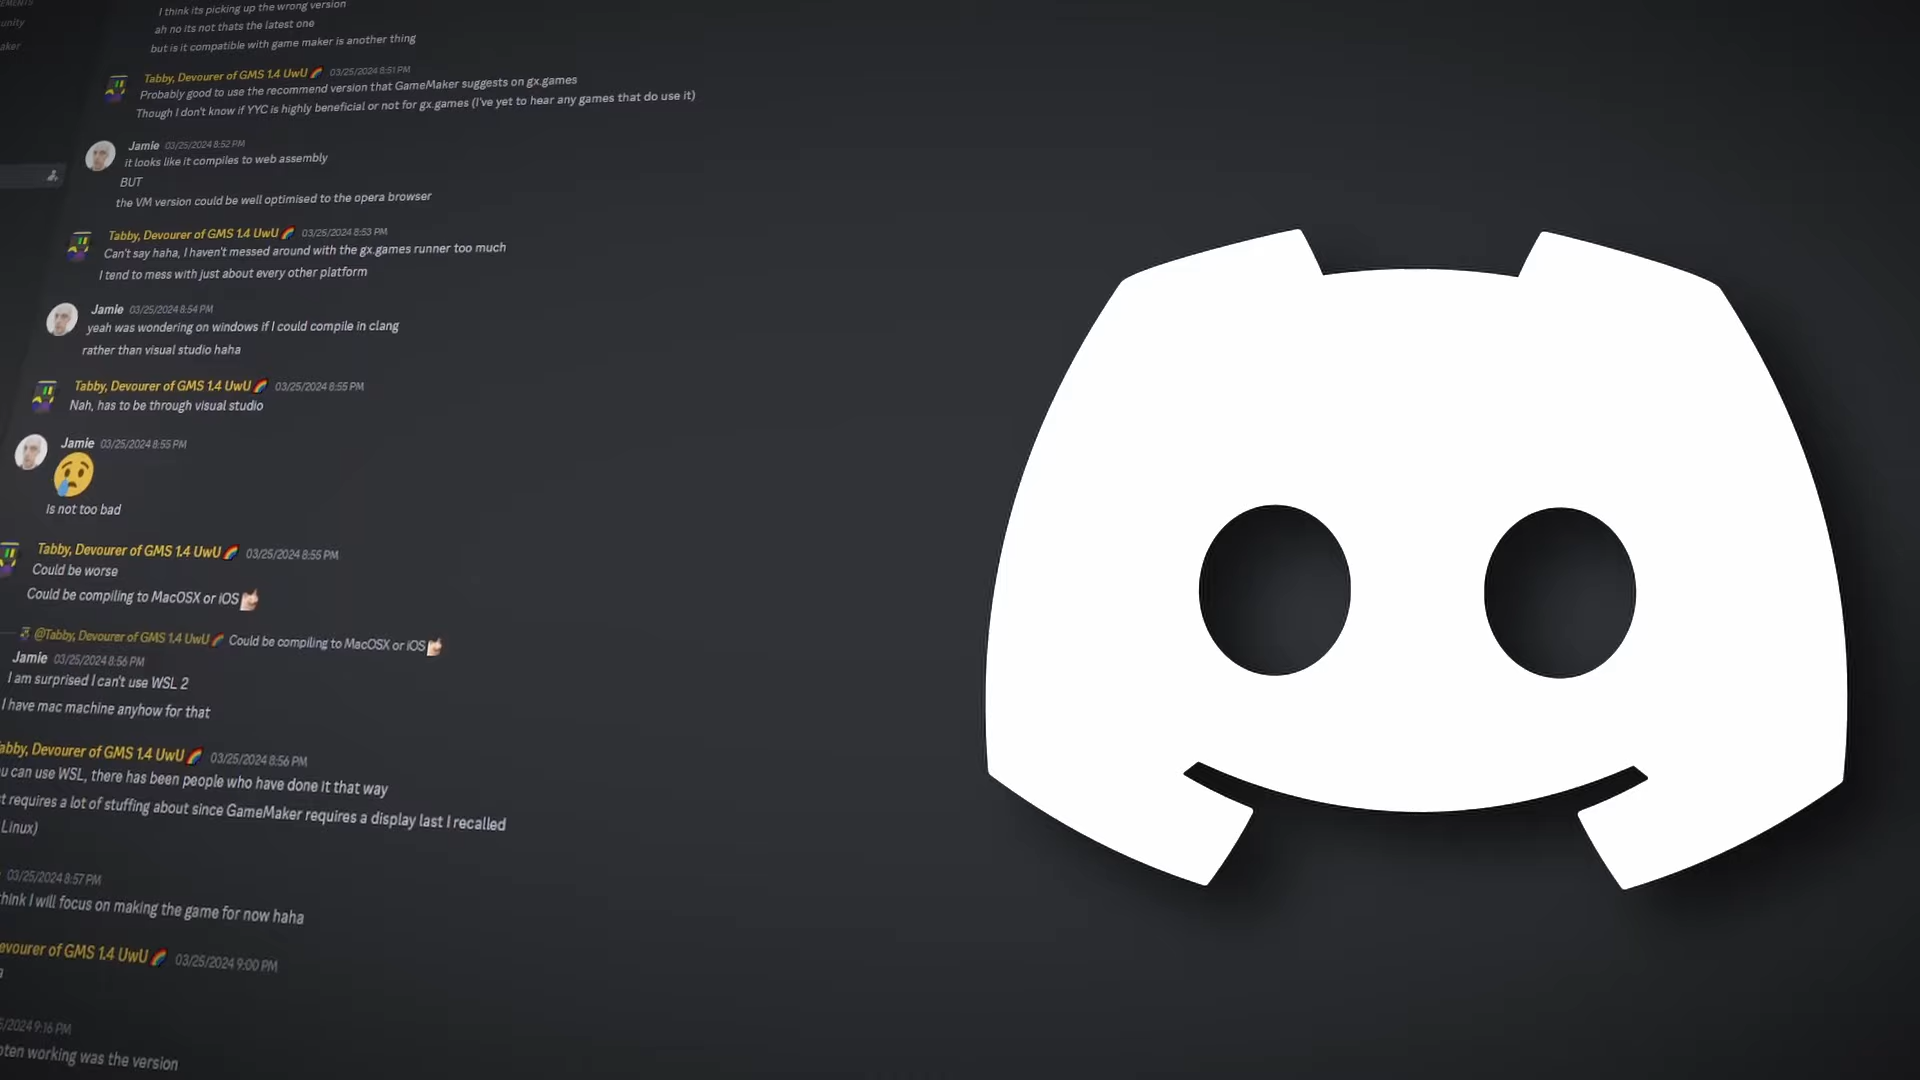 unity
aker
I think its picking up the wrong version
ah no its not thats the latest one
but is it compatible with game maker is another thing
Tabby, Devourer of GMS 1.4 UwU 03/25/2024 8:51 PM
Probably good to use the recommend version that GameMaker suggests on gx.games
Though I don't know if YYC is highly beneficial or not for gx.games (I've yet to hear any games that do use it)
Jamie 03/25/2024 8:52 PM
it looks like it compiles to web assembly
BUT
the VM version could be well optimised to the opera browser
Tabby, Devourer of GMS 1.4 UwU 03/25/2024 8:53 PM
Can't say haha, I haven't messed around with the gx.games runner too much
I tend to mess with just about every other platform
Jamie 03/25/2024 8:54 PM
yeah was wondering on windows if I could compile in clang
rather than visual studio haha
Tabby, Devourer of GMS 1.4 UwU 03/25/2024 8:55 PM
Nah, has to be through visual studio
Jamie 03/25/2024 8:55 PM
Is not too bad
Tabby, Devourer of GMS 1.4 UwU 03/25/2024 8:55 PM
Could be worse
Could be compiling to MacOSX or iOS
@Tabby, Devourer of GMS 1.4 UwU Could be compiling to MacOSX or iOS
Jamie 03/25/2024 8:56 PM
I am surprised I can't use WSL 2
I have mac machine anyhow for that
abby, Devourer of GMS 1.4 UwU 03/25/2024 8:56 PM
u can use WSL, there has been people who have done it that way
t requires a lot of stuffing about since GameMaker requires a display last I recalled
Linux)
03/25/2024 8:57 PM
think I will focus on making the game for now haha
evourer of GMS 1.4 UwU 03/25/2024 9:00 PM
5/2024 9:16 PM
oten working was the version